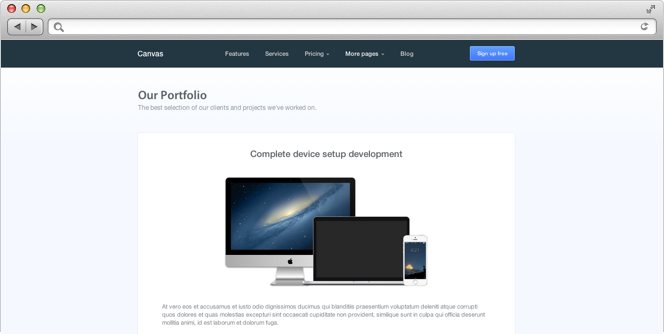 Canvas
Features
Services
Pricing
More pages
Blog
Sign up free
Our Portfolio
The best selection of our clients and projects we've worked on.
Complete device setup development
At vero eos et accusamus et iusto odio dignissimos ducimus qui blanditiis praesentium voluptatum deleniti atque corrupti
quos dolores et quas molestias excepturi sint occaecati cupiditate non provident, similique sunt in culpa qui officia deserunt
mollitia animi, id est laborum et dolorum fuga.